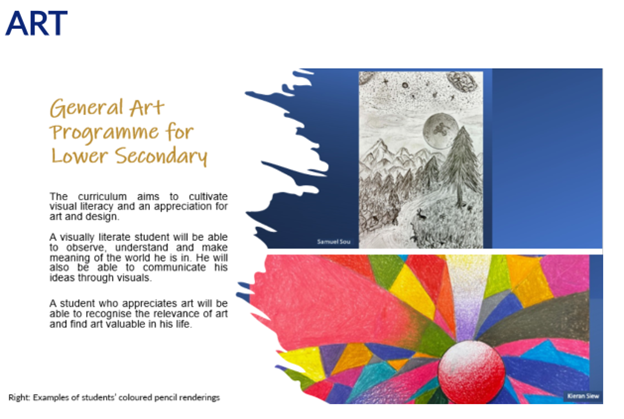 ART
General Art
Programme for
Lower Secondary
The curriculum aims to cultivate
visual literacy and an appreciation for
art and design.
A visually literate student will be able
to observe, understand and make
meaning of the world he is in. He will
also be able to communicate his
ideas through visuals.
A student who appreciates art will be
able to recognise the relevance of art
and find art valuable in his life.
Samuel Sou
Kieran Siew
Right: Examples of students' coloured pencil renderings